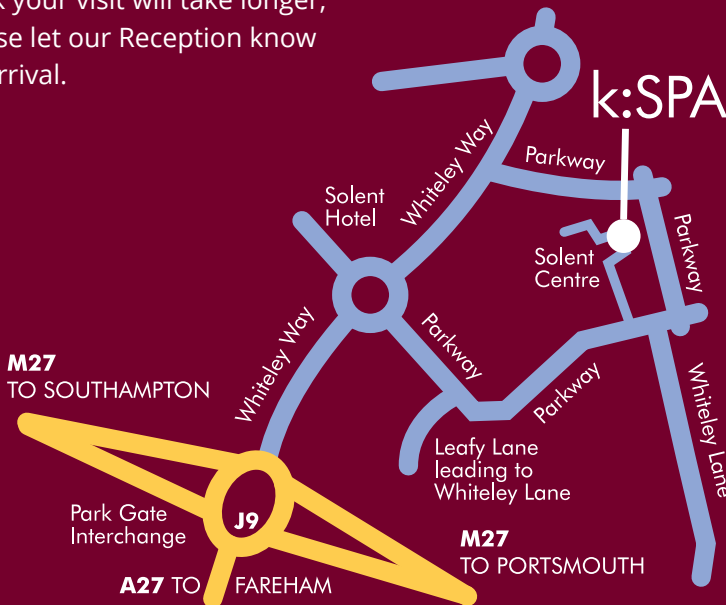 your visit will take longer,
se let our Reception know
rrival.
k:SPA
Whiteley Way
Parkway
Solent
Hotel
Parkway
Solent
Centre
Whiteley Way
Parkway
M27
TO SOUTHAMPTON
Parkway
Whiteley Lane
Leafy Lane
leading to
Whiteley Lane
Park Gate
Interchange
J9
M27
TO PORTSMOUTH
A27 TO FAREHAM